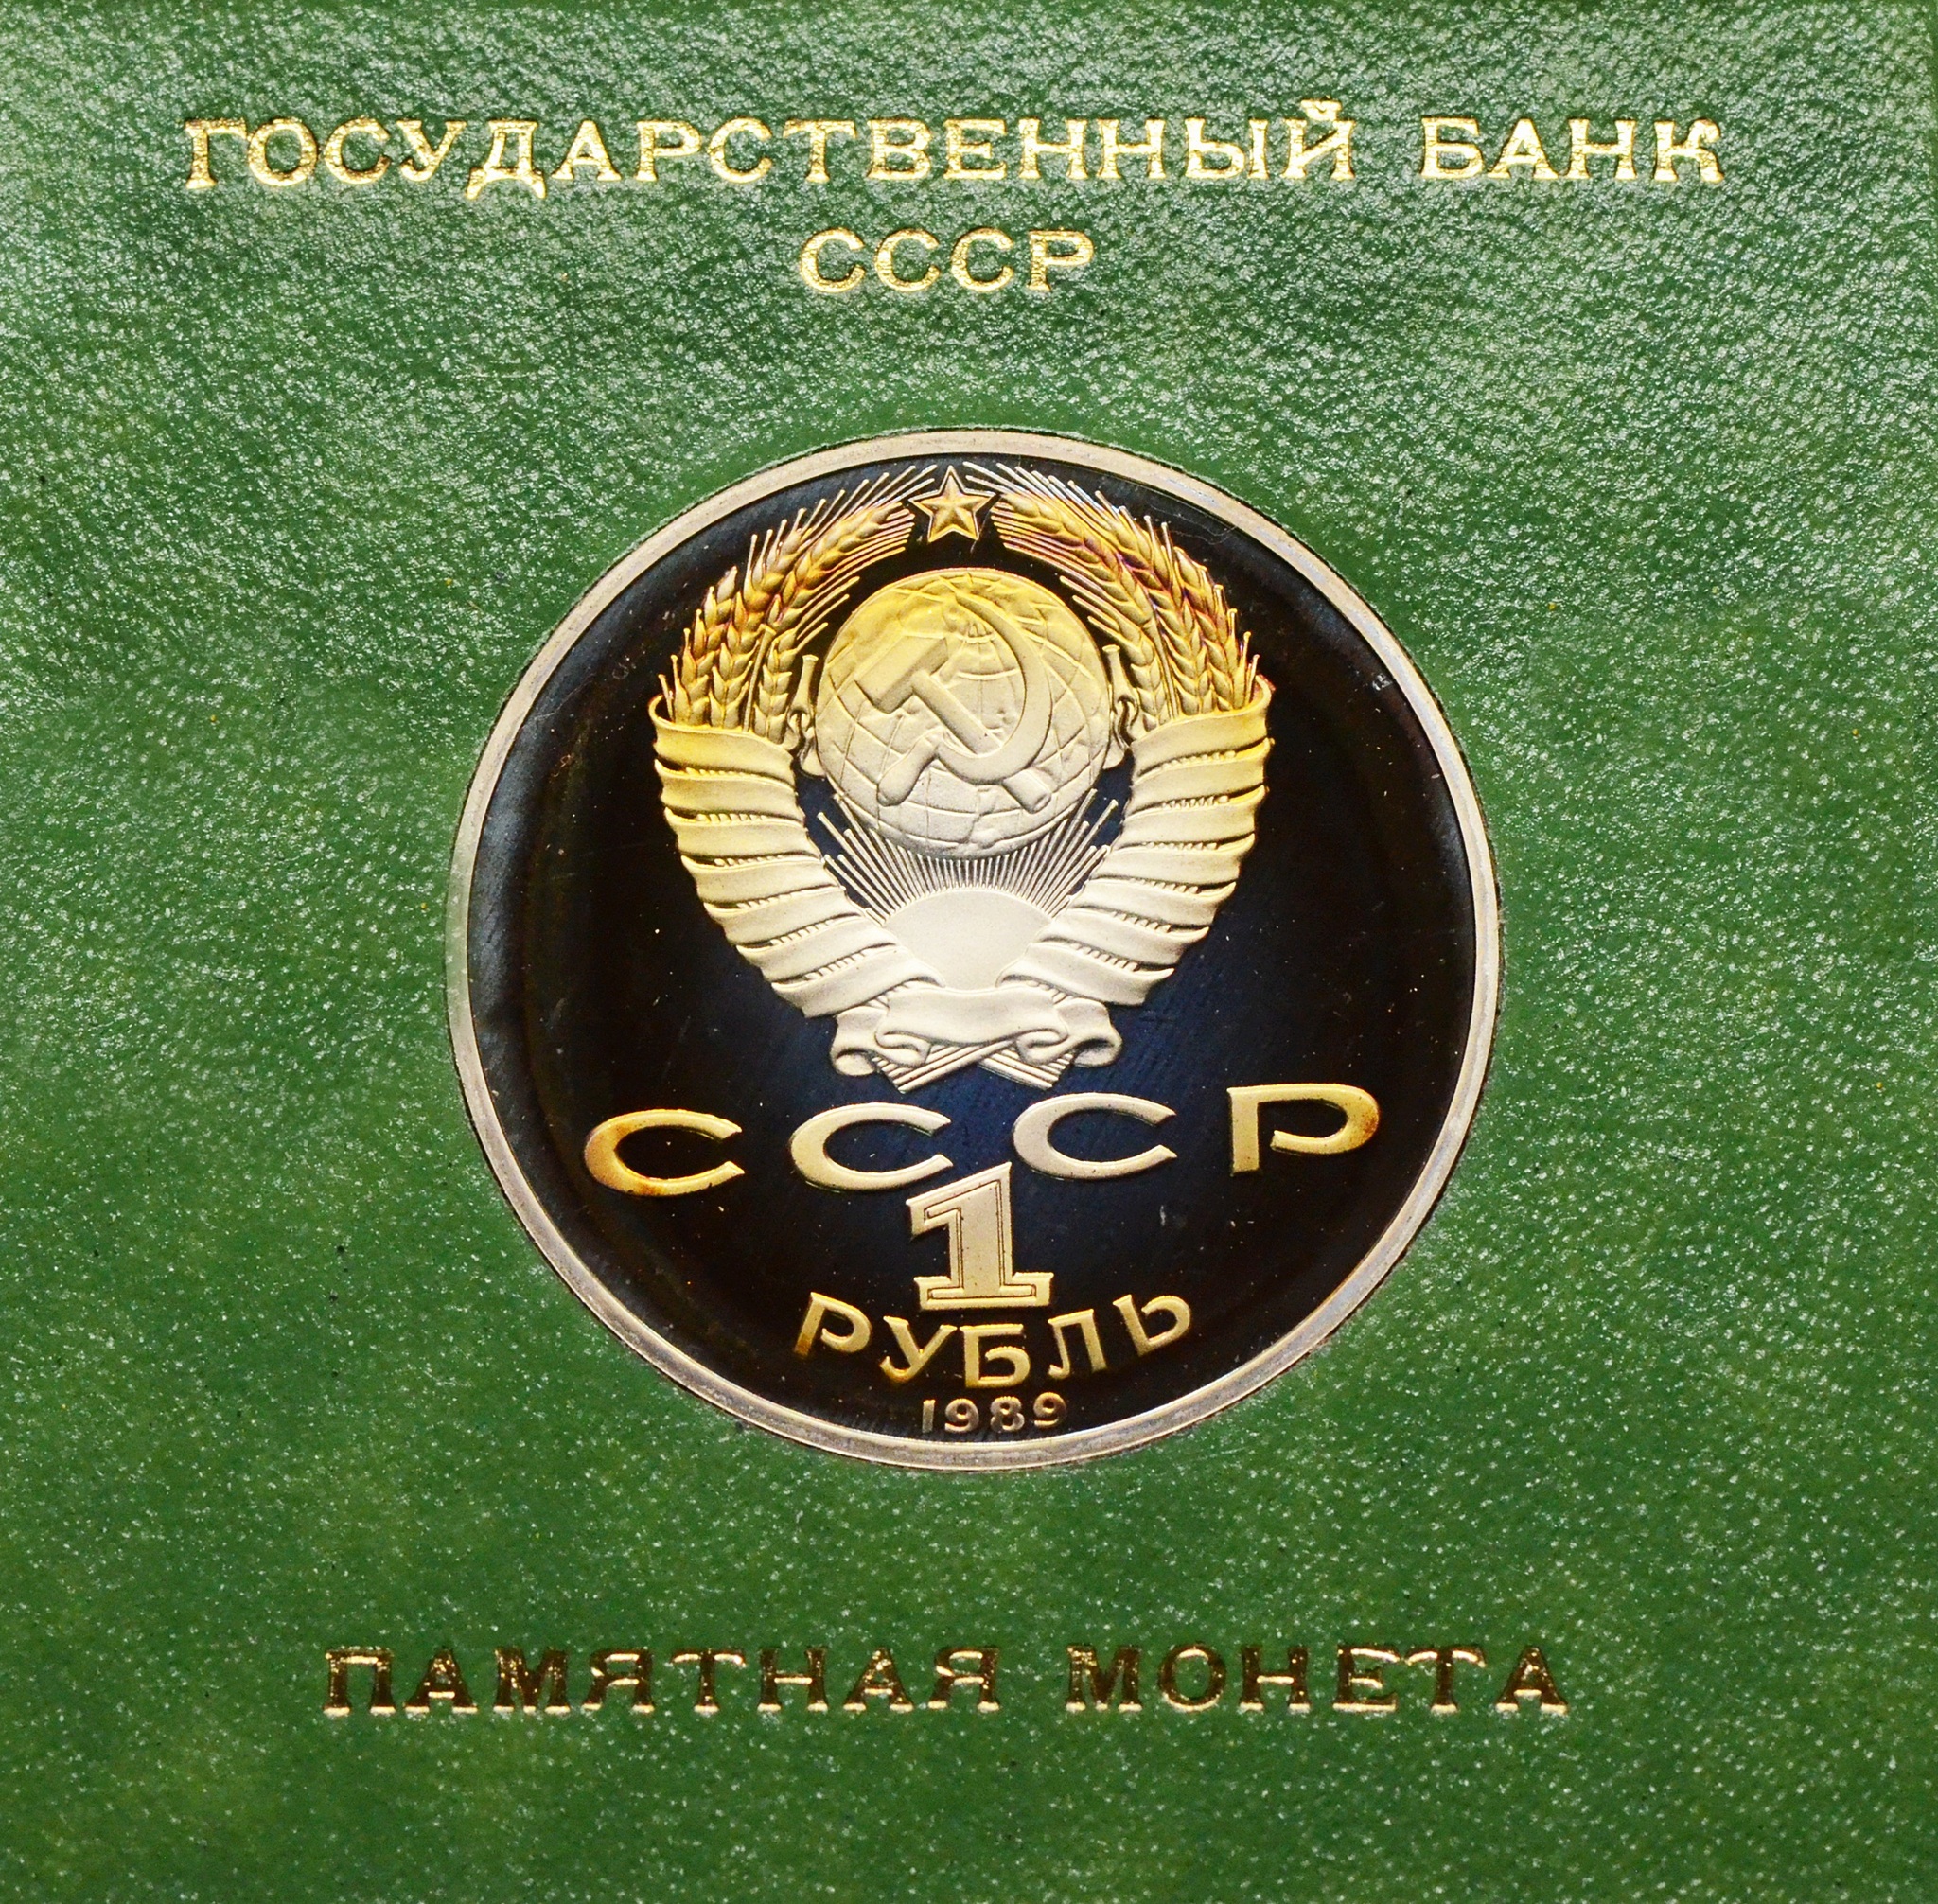 ГОСУДАРСТВЕННЫЙ БАНК
СССР
СССР
1
РУБЛЬ
1989
ПАМЯТНАЯ МОНЕТА